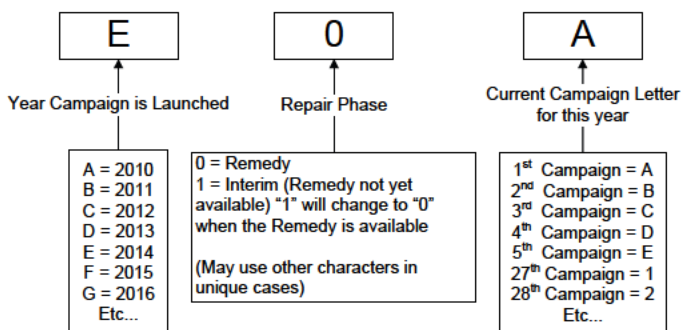 E 0 A
Year Campaign is Launched
Repair Phase
Current Campaign Letter
for this year
A = 2010
B = 2011
C = 2012
D = 2013
E = 2014
F = 2015
G = 2016
Etc...
0 = Remedy
1 = Interim (Remedy not yet
available) “1” will change to “0”
when the Remedy is available
(May use other characters in
unique cases)
1st Campaign = A
2nd Campaign = B
3rd Campaign = C
4th Campaign = D
5th Campaign = E
27th Campaign = 1
28th Campaign = 2
Etc...